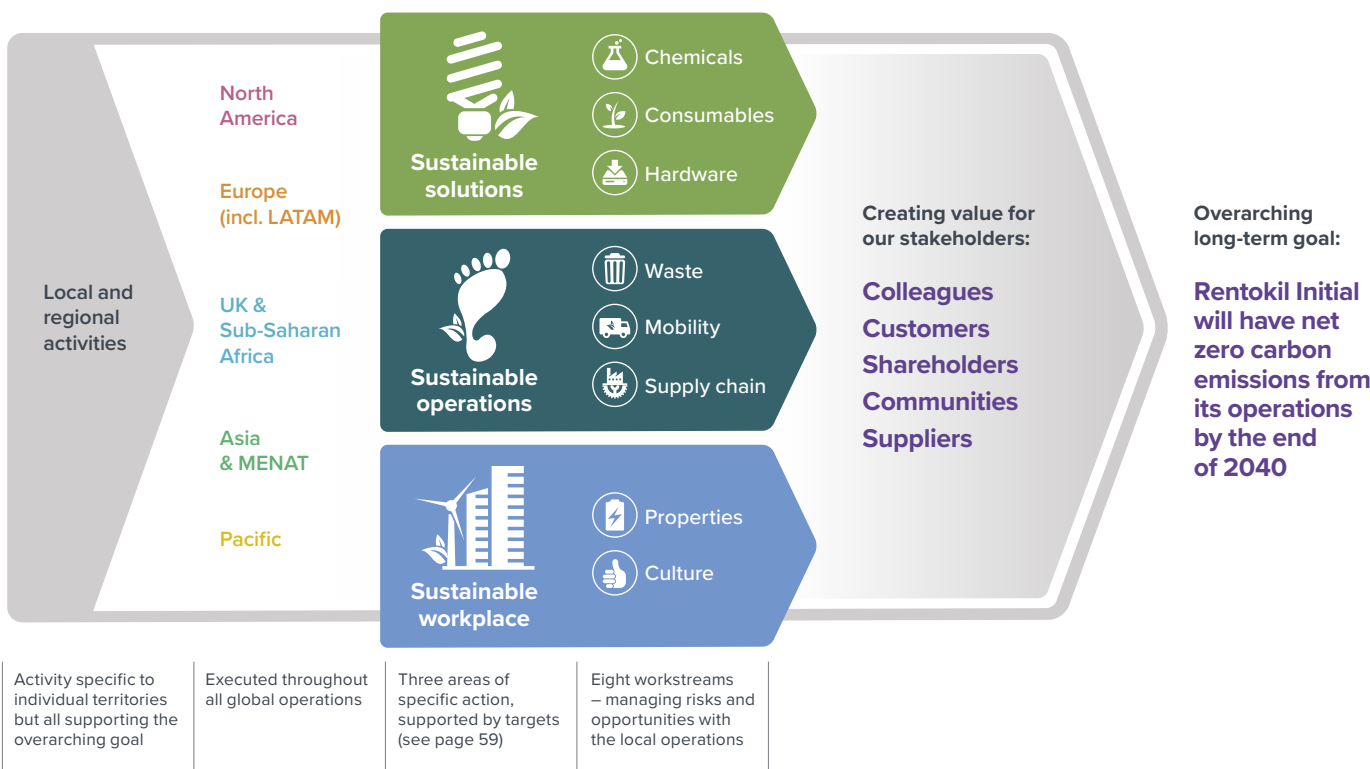 Local and
regional
activities
North
America
Europe
(incl. LATAM)
UK &
Sub-Saharan
Africa
Asia
& MENAT
Pacific
Sustainable
solutions
Chemicals
Consumables
Hardware
Sustainable
operations
Waste
Mobility
Supply chain
Sustainable
workplace
Properties
Culture
Creating value for
our stakeholders:
Colleagues
Customers
Shareholders
Communities
Suppliers
Overarching
long-term goal:
Rentokil Initial
will have net
zero carbon
emissions from
its operations
by the end
of 2040
Activity specific to
individual territories
but all supporting the
overarching goal
Executed throughout
all global operations
Three areas of
specific action,
supported by targets
(see page 59)
Eight workstreams
– managing risks and
opportunities with
the local operations